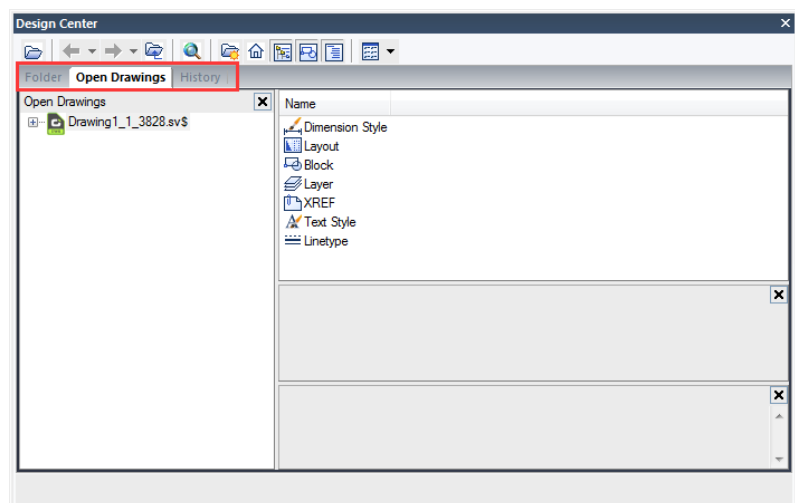 Design Center
Folder Open Drawings History
Open Drawings
Drawing1_1_3828.sv$
Name
Dimension Style
Layout
Block
Layer
XREF
Text Style
Linetype